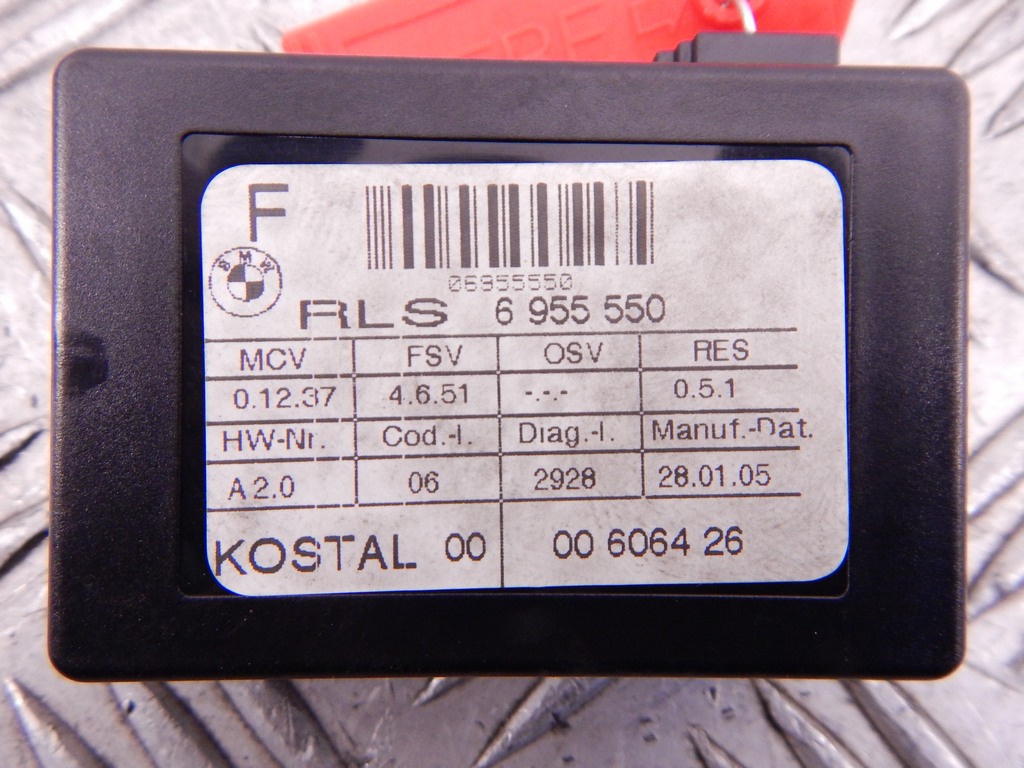 F
BMW
06955550
RLS 6 955 550
MCV FSV OSV RES
0.12.37 4.6.51 -.-.- 0.5.1
HW-Nr. Cod.-I. Diag.-I. Manuf.-Dat.
A 2.0 06 2928 28.01.05
KOSTAL 00 00 6064 26